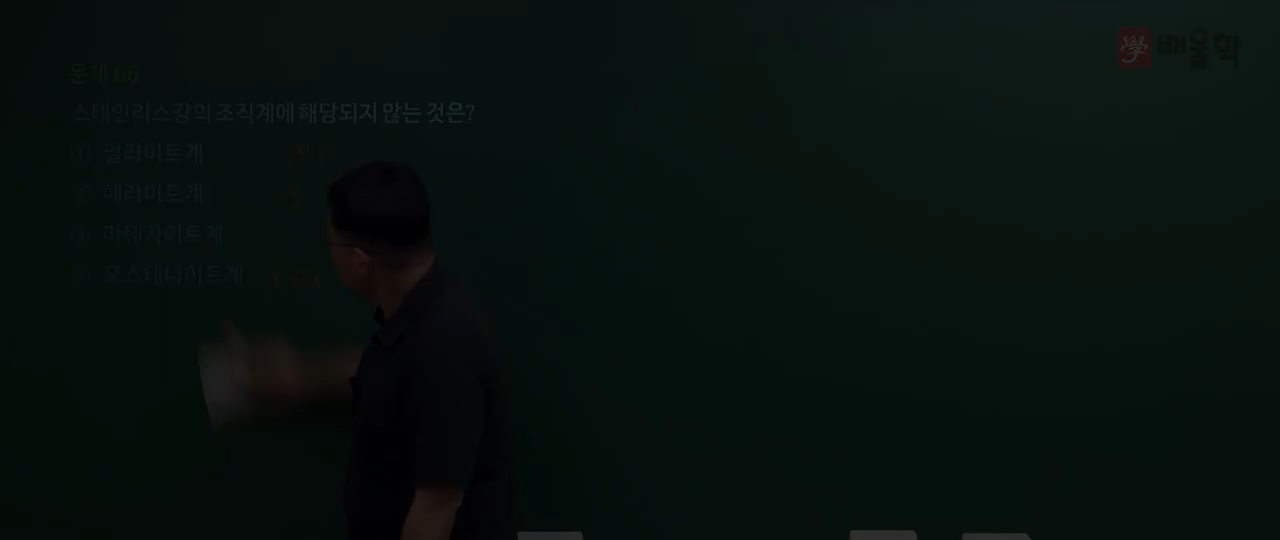 學 배울학
문제 66
스테인리스강의 조직계에 해당되지 않는 것은?
① 펄라이트계
② 페라이트계
③ 마텐자이트계
④ 오스테나이트계